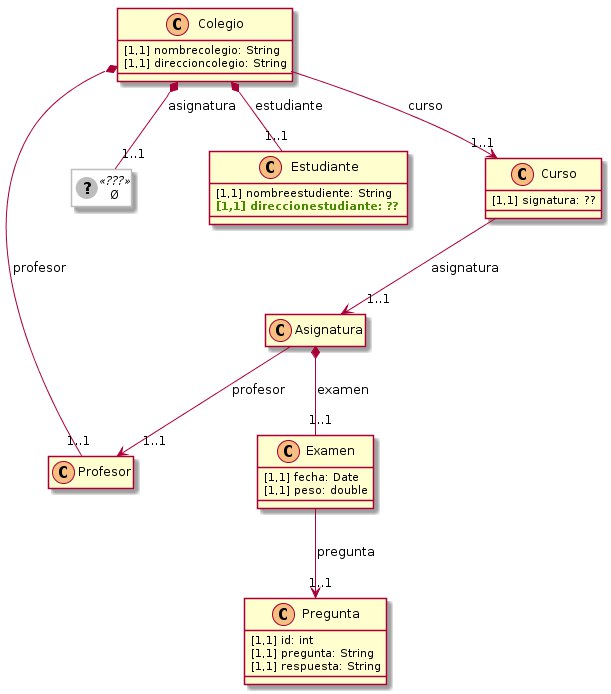 C Colegio
[1,1] nombrecolegio: String
[1,1] direccioncolegio: String
asignatura
estudiante
curso
1..1
1..1
1..1
? «???»
Ø
C Estudiante
[1,1] nombreestudiente: String
[1,1] direccionestudiante: ??
C Curso
[1,1] signatura: ??
profesor
asignatura
1..1
C Asignatura
profesor
examen
1..1
1..1
1..1
C Profesor
C Examen
[1,1] fecha: Date
[1,1] peso: double
pregunta
1..1
C Pregunta
[1,1] id: int
[1,1] pregunta: String
[1,1] respuesta: String